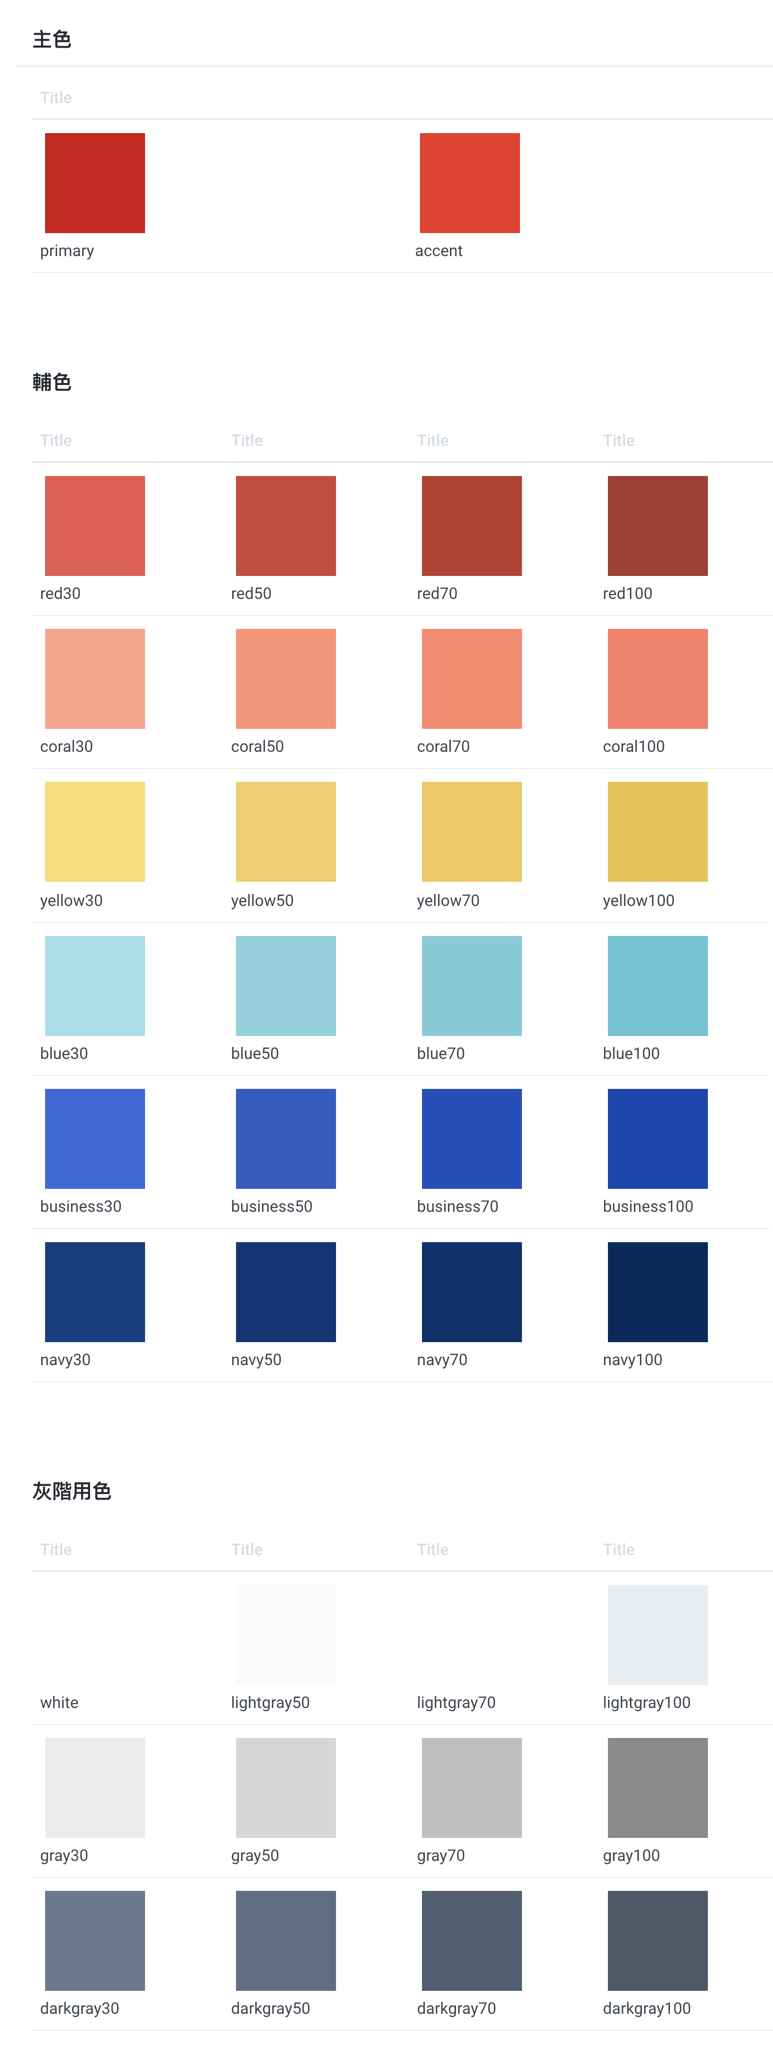 主色
Title
primary accent
輔色
Title Title Title Title
red30 red50 red70 red100
coral30 coral50 coral70 coral100
yellow30 yellow50 yellow70 yellow100
blue30 blue50 blue70 blue100
business30 business50 business70 business100
navy30 navy50 navy70 navy100
灰階用色
Title Title Title Title
white lightgray50 lightgray70 lightgray100
gray30 gray50 gray70 gray100
darkgray30 darkgray50 darkgray70 darkgray100